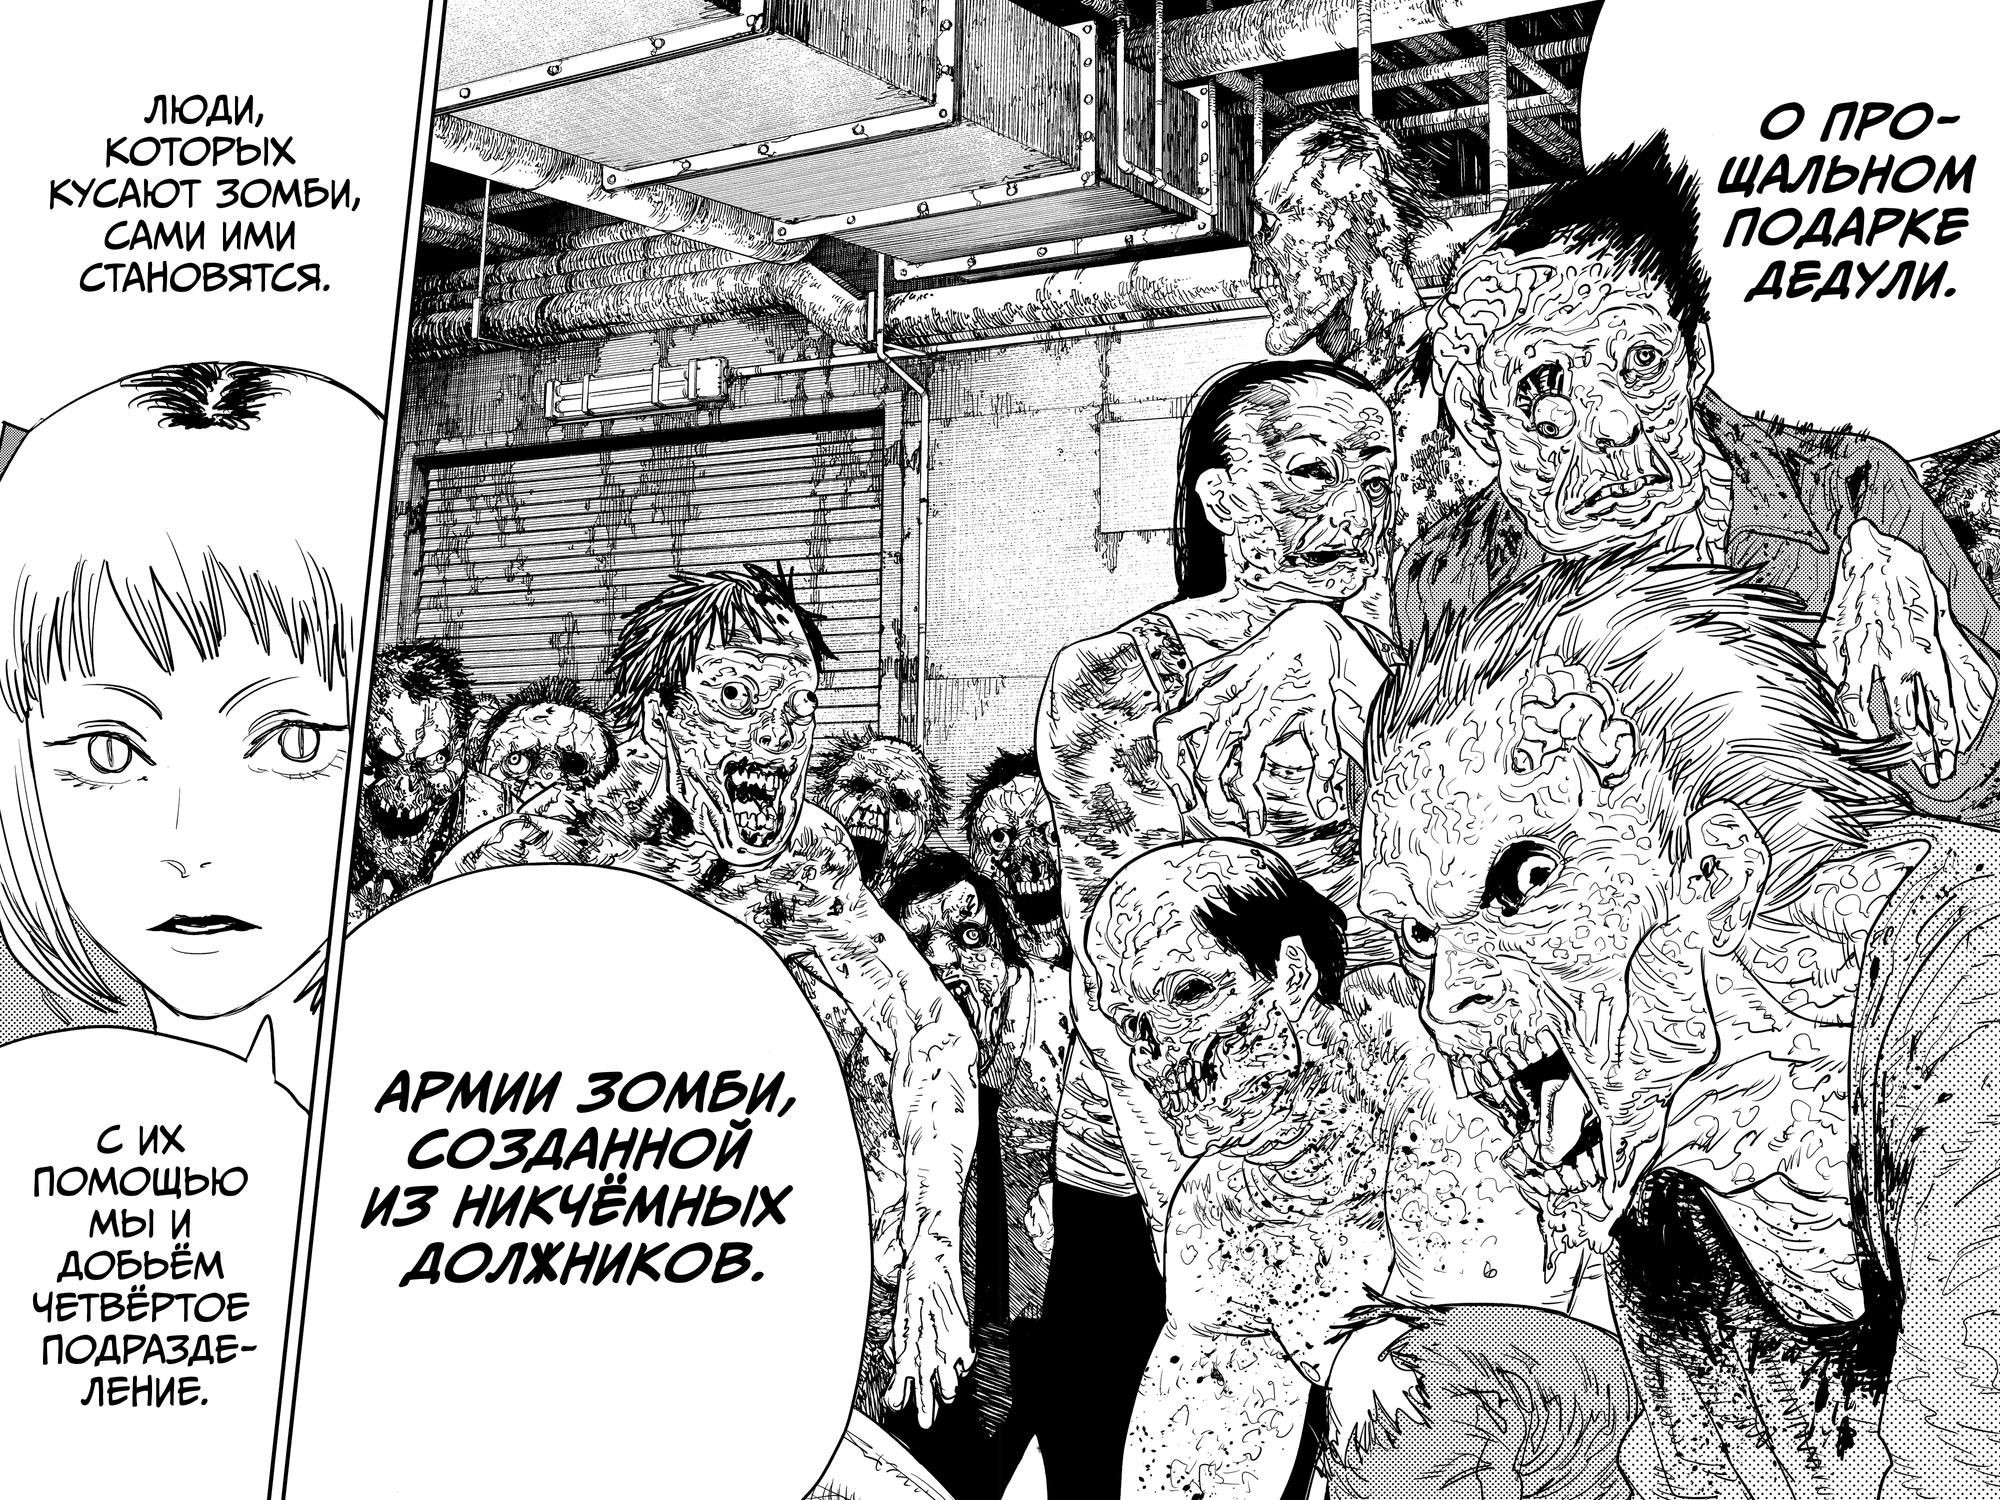 О ПРО-
ЩАЛЬНОМ
ПОДАРКЕ
ДЕДУЛИ.
АРМИИ ЗОМБИ,
СОЗДАННОЙ
ИЗ НИКЧЁМНЫХ
ДОЛЖНИКОВ.
ЛЮДИ,
КОТОРЫХ
КУСАЮТ ЗОМБИ,
САМИ ИМИ
СТАНОВЯТСЯ.
С ИХ
ПОМОЩЬЮ
МЫ И
ДОБЬЁМ
ЧЕТВЁРТОЕ
ПОДРАЗДЕ-
ЛЕНИЕ.